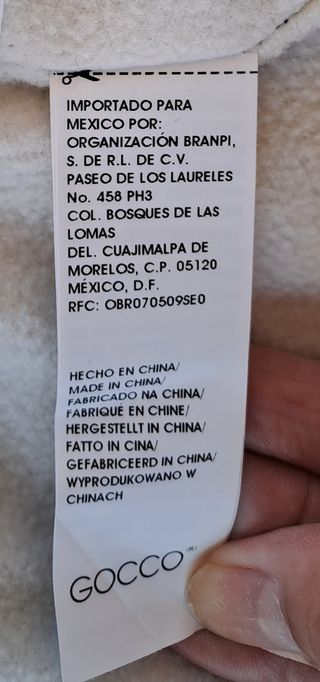 IMPORTADO PARA
MEXICO POR:
ORGANIZACIÓN BRANPI,
S. DE R.L. DE C.V.
PASEO DE LOS LAURELES
No. 458 PH3
COL. BOSQUES DE LAS
LOMAS
DEL. CUAJIMALPA DE
MORELOS, C.P. 05120
MÉXICO, D.F.
RFC: OBR070509SE0
HECHO EN CHINA/
MADE IN CHINA/
FABRICADO NA CHINA/
FABRIQUÉ EN CHINE/
HERGESTELLT IN CHINA/
FATTO IN CINA/
GEFABRICEERD IN CHINA/
WYPRODUKOWANO W
CHINACH
GOCCO®